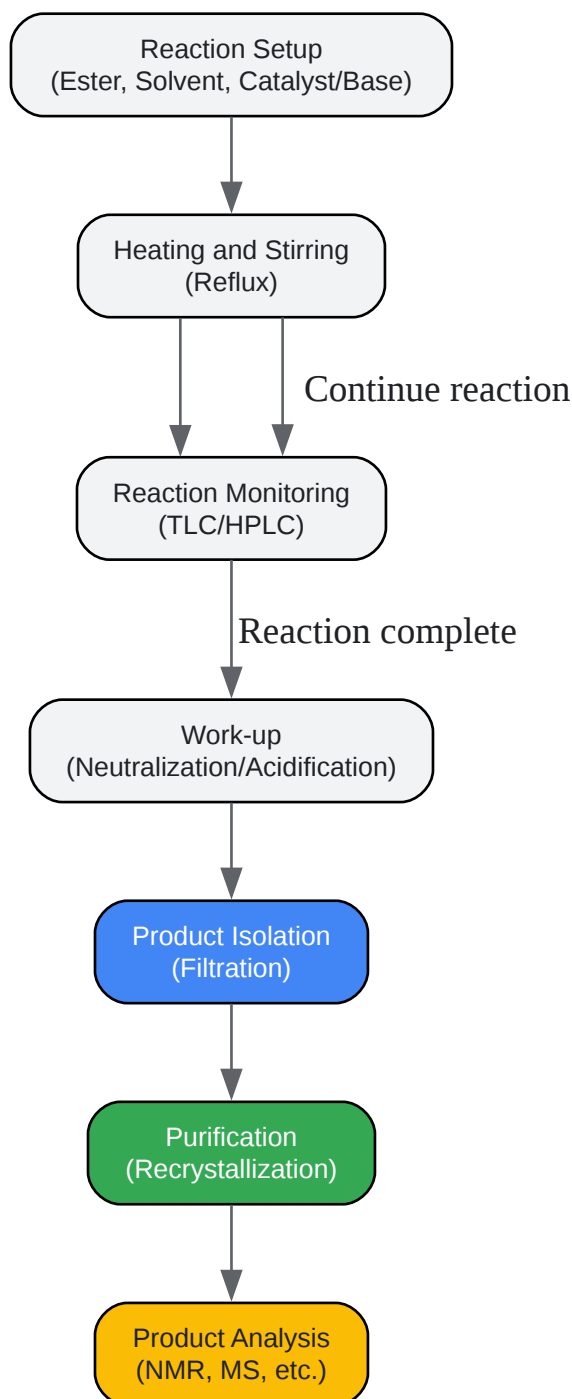 Reaction Setup
(Ester, Solvent, Catalyst/Base)
Heating and Stirring
(Reflux)
Continue reaction
Reaction Monitoring
(TLC/HPLC)
Reaction complete
Work-up
(Neutralization/Acidification)
Product Isolation
(Filtration)
Purification
(Recrystallization)
Product Analysis
(NMR, MS, etc.)